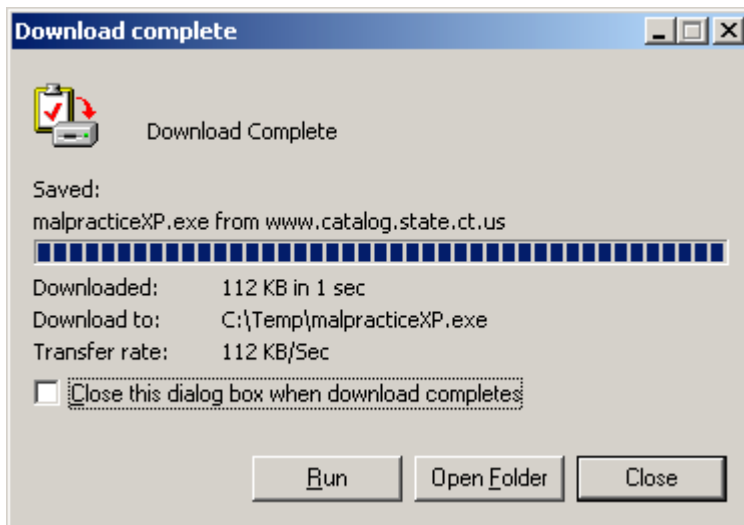 Download complete
Download Complete
Saved:
malpracticeXP.exe from www.catalog.state.ct.us
Downloaded: 112 KB in 1 sec
Download to: C:\Temp\malpracticeXP.exe
Transfer rate: 112 KB/Sec
Close this dialog box when download completes
Run Open Folder Close